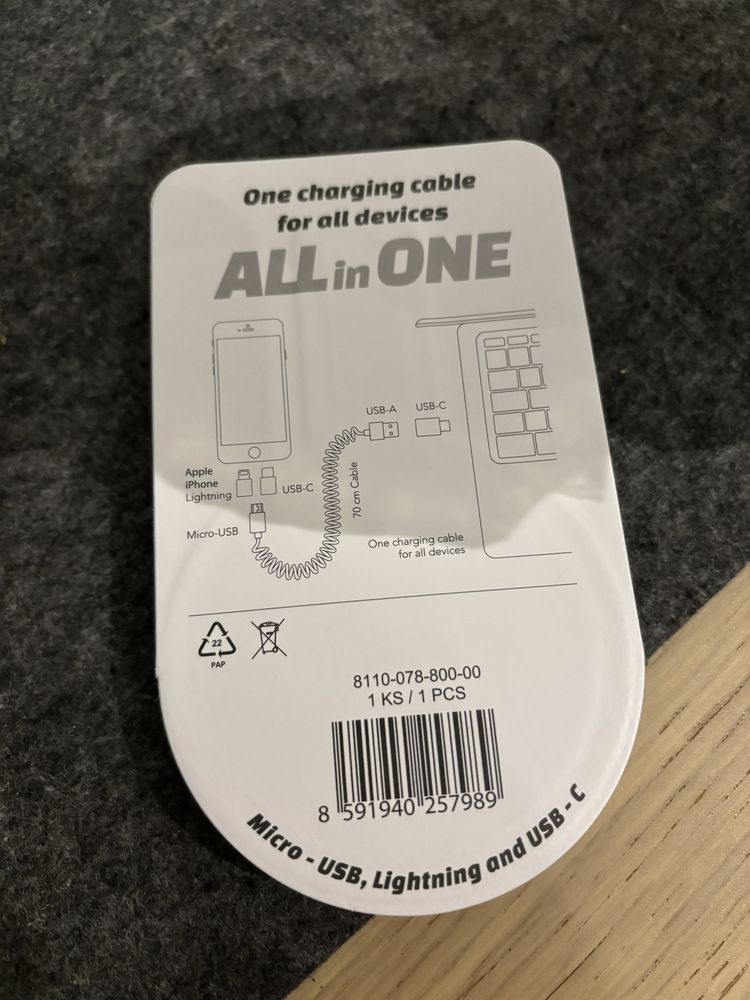 One charging cable
for all devices
ALL in ONE
USB-A
USB-C
Apple
iPhone
Lightning
USB-C
70 cm Cable
Micro-USB
One charging cable
for all devices
22
PAP
8110-078-800-00
1 KS / 1 PCS
8 591940 257989
Micro - USB, Lightning and USB - C